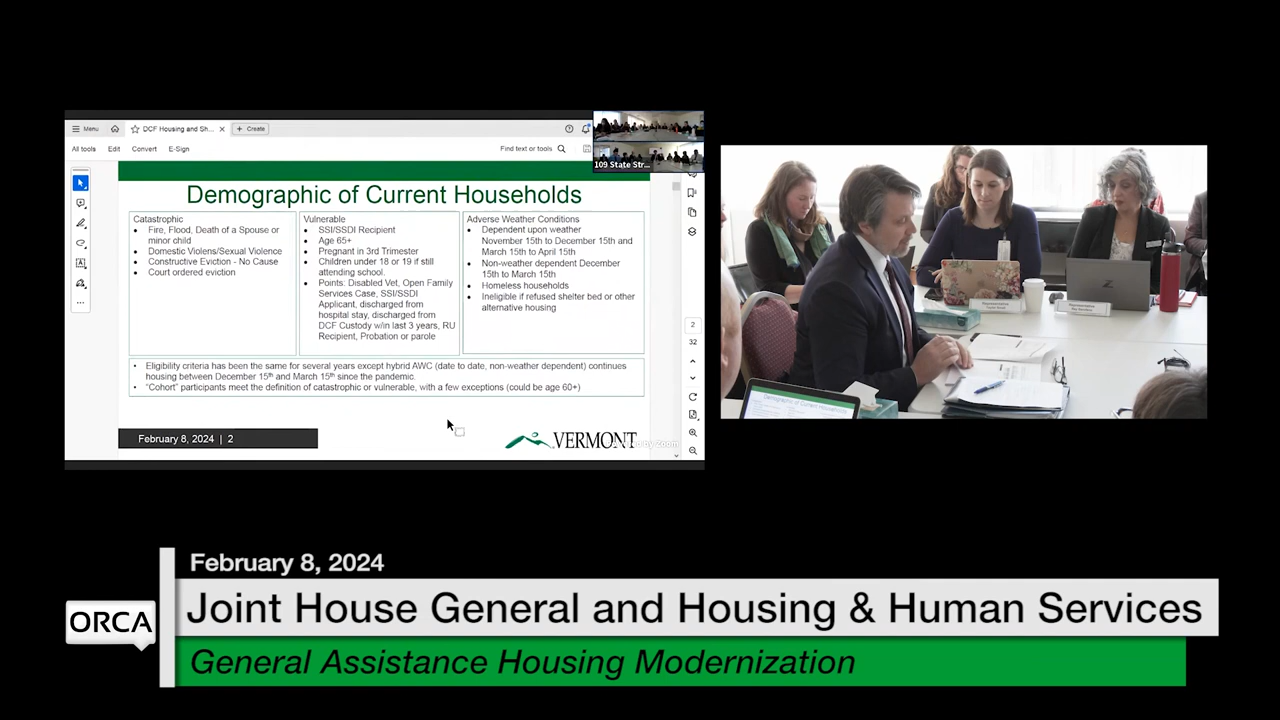 Menu
DCF Housing and Sh...
Create
All tools Edit Convert E-Sign
Find text or tools
109 State Str...
Demographic of Current Households
Catastrophic
• Fire, Flood, Death of a Spouse or
minor child
• Domestic Violens/Sexual Violence
• Constructive Eviction - No Cause
• Court ordered eviction
Vulnerable
• SSI/SSDI Recipient
• Age 65+
• Pregnant in 3rd Trimester
• Children under 18 or 19 if still
attending school.
• Points: Disabled Vet, Open Family
Services Case, SSI/SSDI
Applicant, discharged from
hospital stay, discharged from
DCF Custody w/in last 3 years, RU
Recipient, Probation or parole
Adverse Weather Conditions
• Dependent upon weather
November 15th to December 15th and
March 15th to April 15th
• Non-weather dependent December
15th to March 15th
• Homeless households
• Ineligible if refused shelter bed or other
alternative housing
• Eligibility criteria has been the same for several years except hybrid AWC (date to date, non-weather dependent) continues
housing between December 15th and March 15th since the pandemic.
• "Cohort" participants meet the definition of catastrophic or vulnerable, with a few exceptions (could be age 60+)
2
32
February 8, 2024 | 2
VERMONT
by Zoom
Representative
Representative
Demographic of Current Households
February 8, 2024
ORCA
Joint House General and Housing & Human Services
General Assistance Housing Modernization